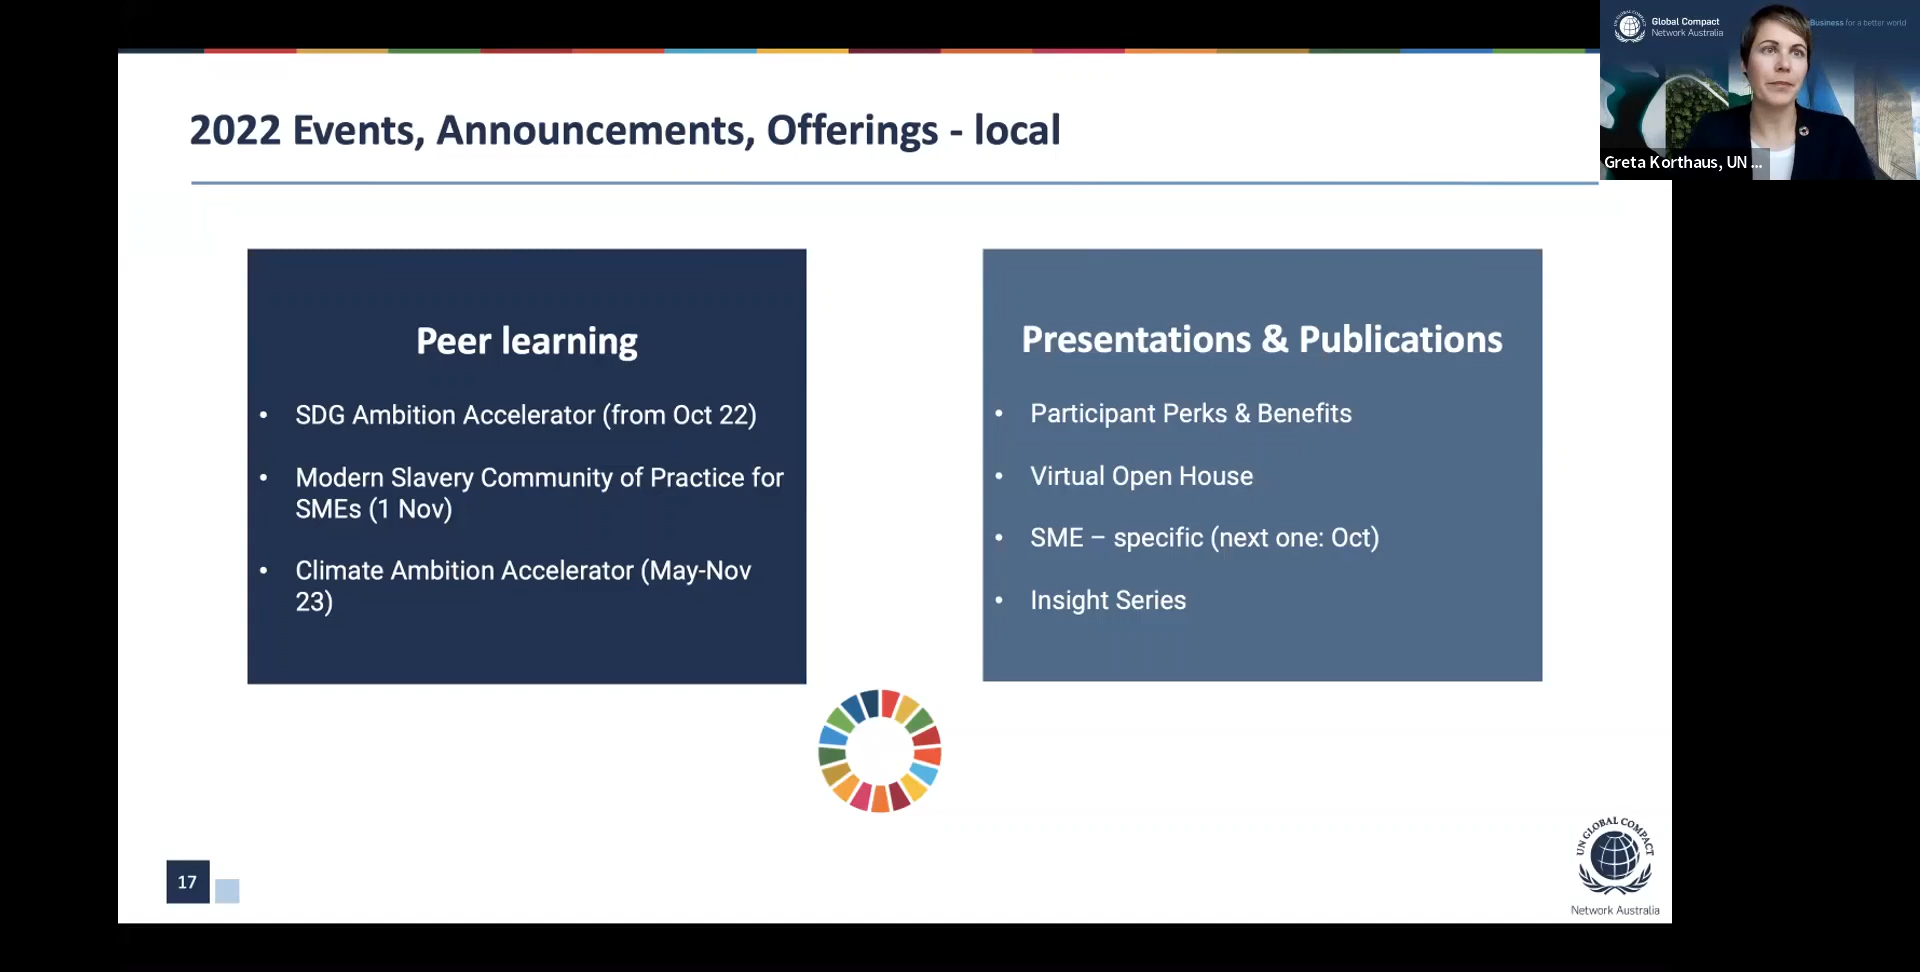 Global Compact
Network Australia
Business for a better world
Greta Korthaus, UN ...
2022 Events, Announcements, Offerings - local
Peer learning
• SDG Ambition Accelerator (from Oct 22)
• Modern Slavery Community of Practice for
SMEs (1 Nov)
• Climate Ambition Accelerator (May-Nov
23)
Presentations & Publications
• Participant Perks & Benefits
• Virtual Open House
• SME – specific (next one: Oct)
• Insight Series
17
UN GLOBAL COMPACT
Network Australia